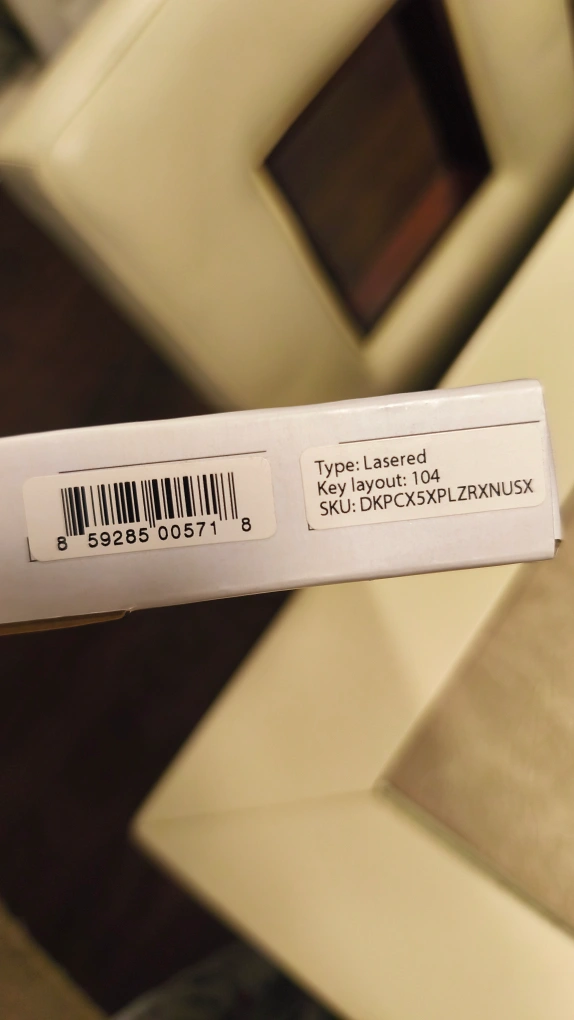 8 59285 00571 8
Type: Lasered
Key layout: 104
SKU: DKPCX5XPLZRXNUSX